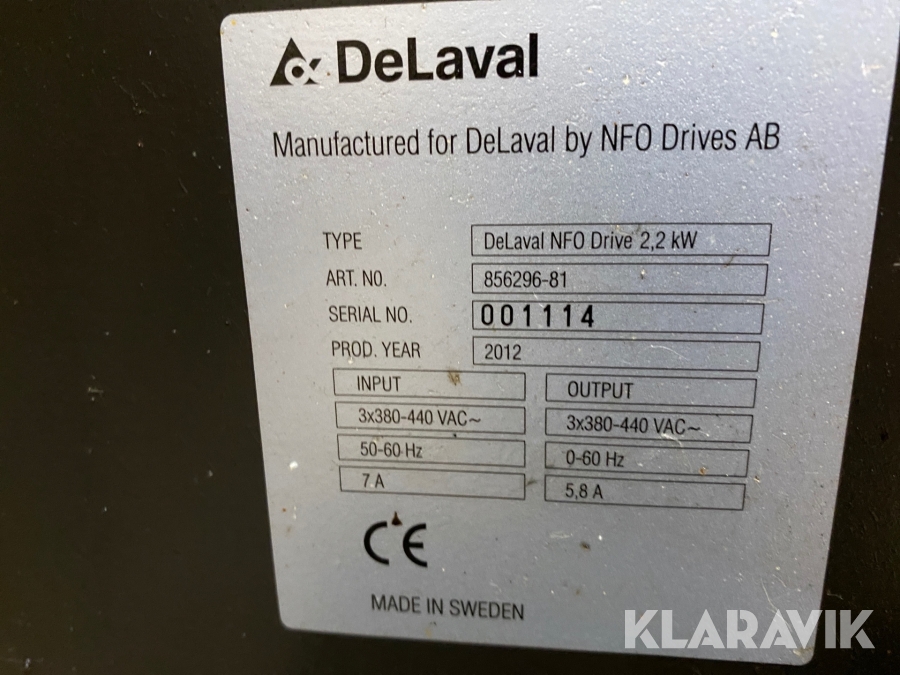 DeLaval
Manufactured for DeLaval by NFO Drives AB
TYPE DeLaval NFO Drive 2,2 kW
ART. NO. 856296-81
SERIAL NO. 001114
PROD. YEAR 2012
INPUT OUTPUT
3x380-440 VAC~ 3x380-440 VAC~
50-60 Hz 0-60 Hz
7 A 5,8 A
CE
MADE IN SWEDEN
KLARAVIK